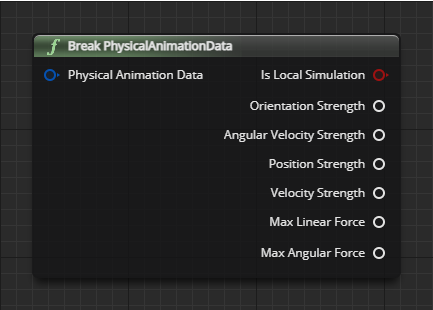 Break PhysicalAnimationData
Physical Animation Data Is Local Simulation
Orientation Strength
Angular Velocity Strength
Position Strength
Velocity Strength
Max Linear Force
Max Angular Force